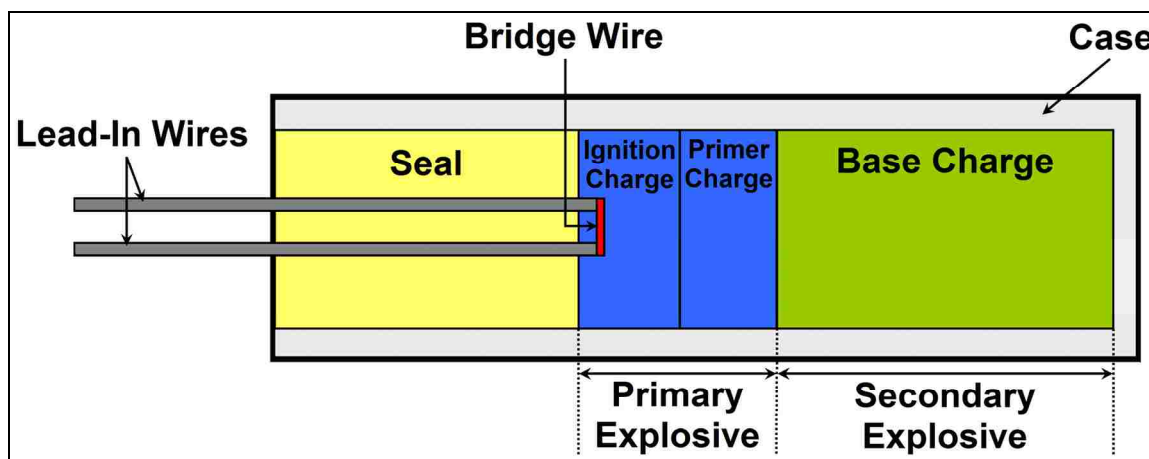 Bridge Wire
Case
Lead-In Wires
Seal
Ignition
Charge
Primer
Charge
Base Charge
Primary
Explosive
Secondary
Explosive